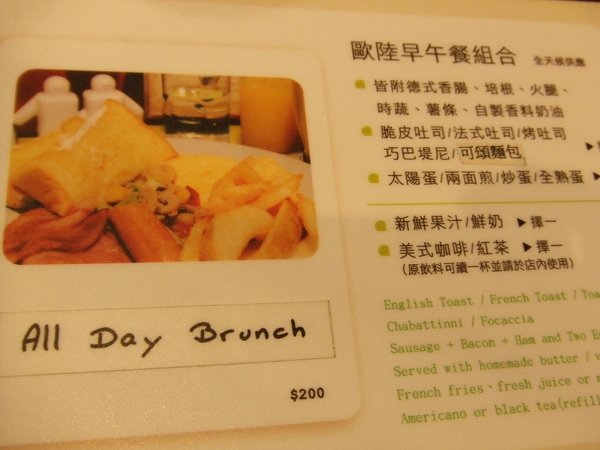 歐陸早午餐組合 全天候供應
皆附德式香腸、培根、火腿、
時蔬、薯條、自製香料奶油
脆皮吐司/法式吐司/烤吐司
巧巴堤尼/可頌麵包
太陽蛋/兩面煎/炒蛋/全熟蛋
新鮮果汁/鮮奶 ▶擇一
美式咖啡/紅茶 ▶擇一
(原飲料可續一杯並請於店內使用)
English Toast / French Toast / Toa
Chabattinni / Focaccia
Sausage + Bacon + Ham and Two E
Served with homemade butter / v
French fries、fresh juice or m
Americano or black tea(refill
All Day Brunch
$200